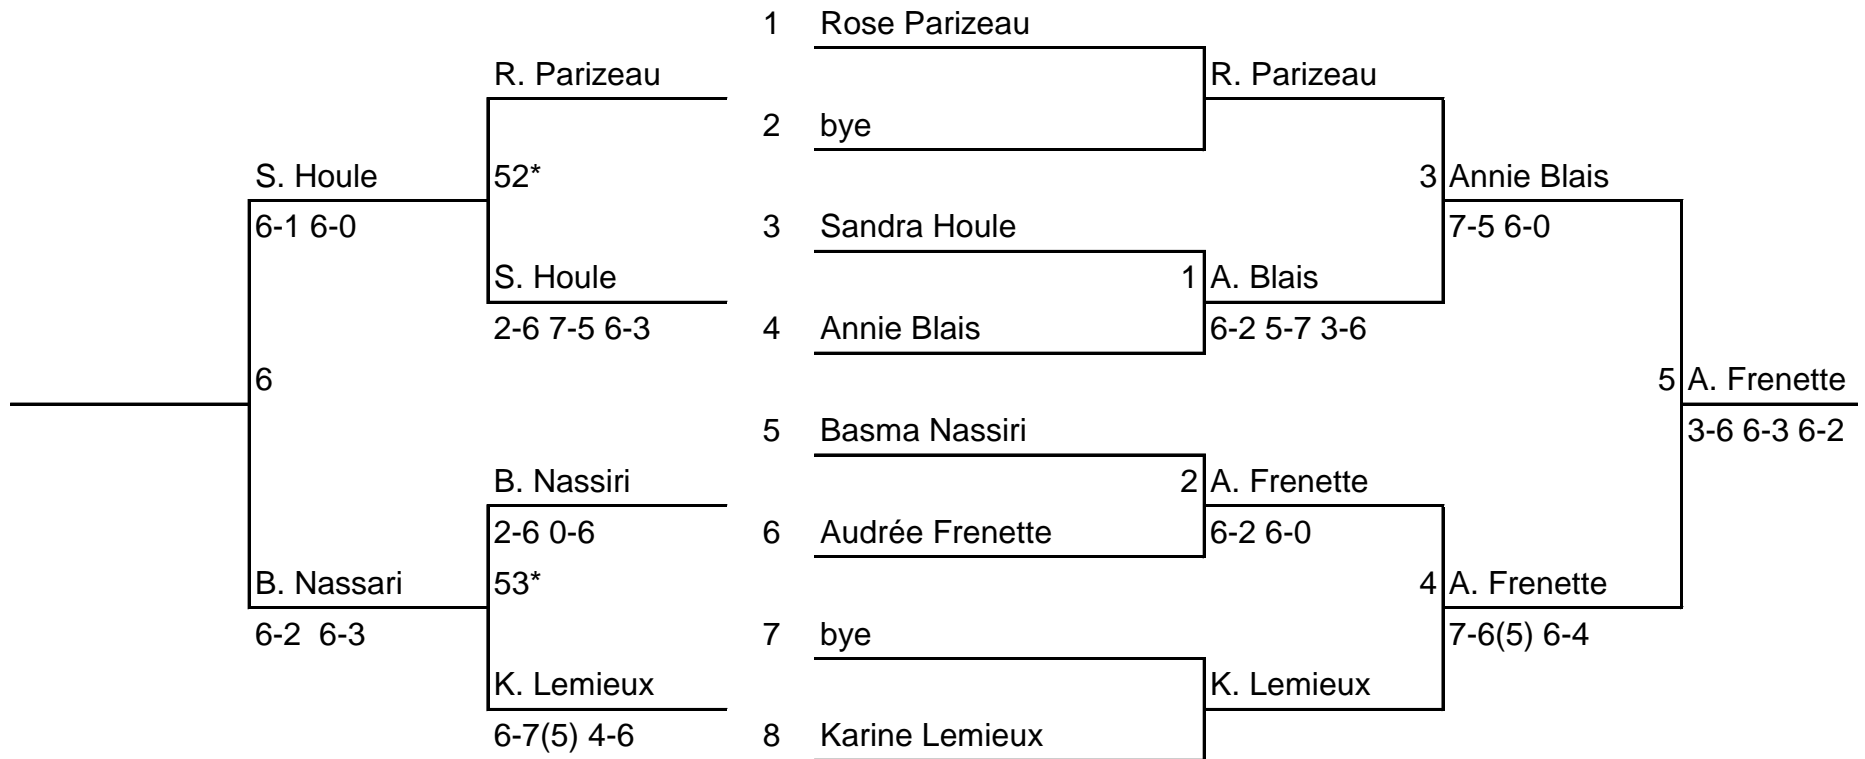 1 Rose Parizeau
R. Parizeau R. Parizeau
2 bye
S. Houle 52* 3 Annie Blais
6-1 6-0 3 Sandra Houle 7-5 6-0
S. Houle 1 A. Blais
2-6 7-5 6-3 4 Annie Blais 6-2 5-7 3-6
6 5 A. Frenette
5 Basma Nassiri 3-6 6-3 6-2
B. Nassiri 2 A. Frenette
2-6 0-6 6 Audrée Frenette 6-2 6-0
B. Nassari 53* 4 A. Frenette
6-2 6-3 7 bye 7-6(5) 6-4
K. Lemieux K. Lemieux
6-7(5) 4-6 8 Karine Lemieux